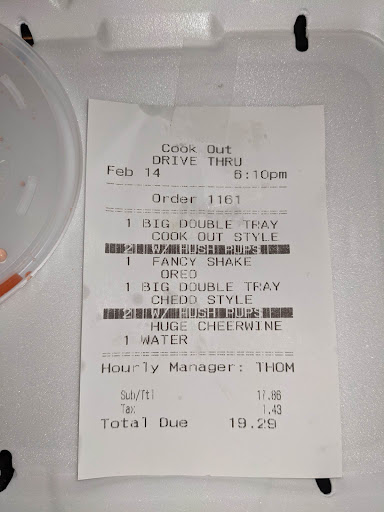 Cook Out
DRIVE THRU
Feb 14 6:10pm
Order 1161
1 BIG DOUBLE TRAY
COOK OUT STYLE
2 W/ HUSH PUPS
1 FANCY SHAKE
OREO
1 BIG DOUBLE TRAY
CHEDD STYLE
2 W/ HUSH PUPS
HUGE CHEERWINE
1 WATER
Hourly Manager: THOM
Sub/Ttl 17.86
Tax 1.43
Total Due 19.29